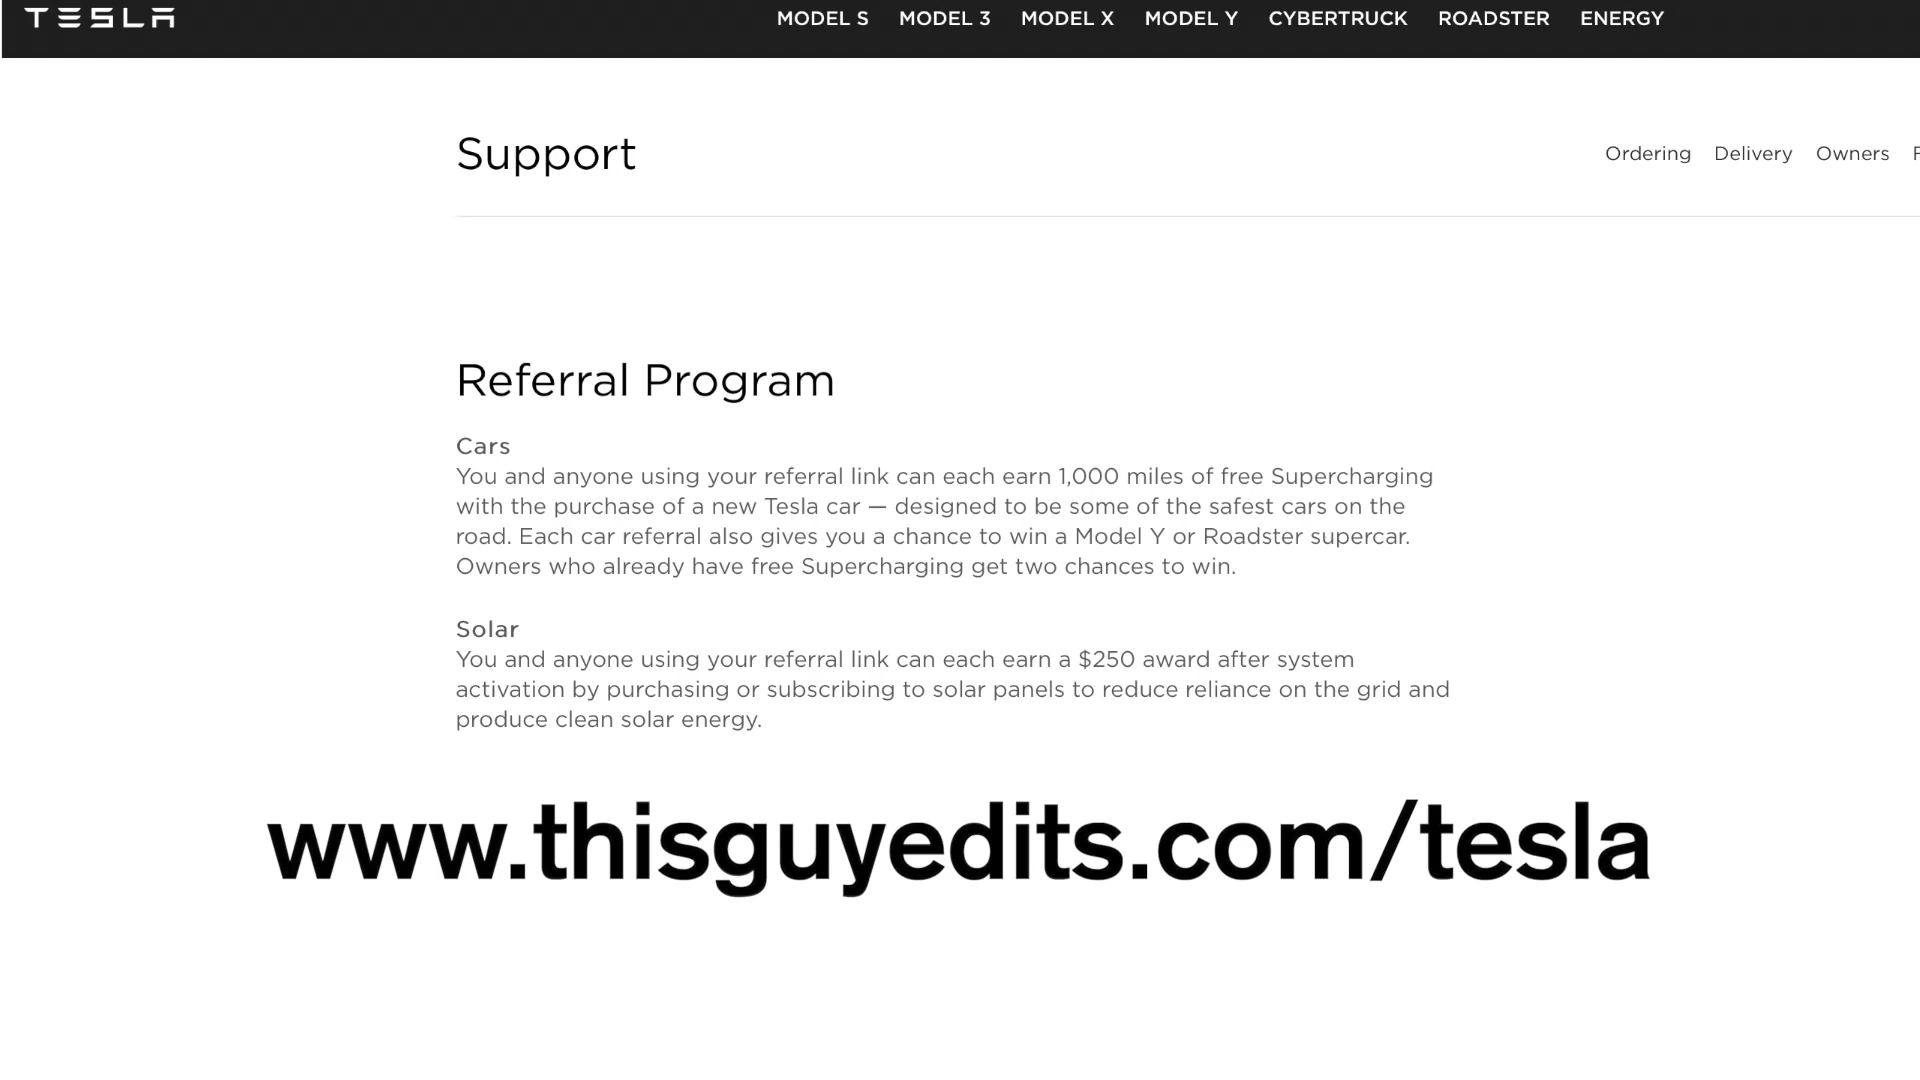 TESLA MODEL S MODEL 3 MODEL X MODEL Y CYBERTRUCK ROADSTER ENERGY
Support Ordering Delivery Owners
Referral Program
Cars
You and anyone using your referral link can each earn 1,000 miles of free Supercharging
with the purchase of a new Tesla car — designed to be some of the safest cars on the
road. Each car referral also gives you a chance to win a Model Y or Roadster supercar.
Owners who already have free Supercharging get two chances to win.
Solar
You and anyone using your referral link can each earn a $250 award after system
activation by purchasing or subscribing to solar panels to reduce reliance on the grid and
produce clean solar energy.
www.thisguyedits.com/tesla